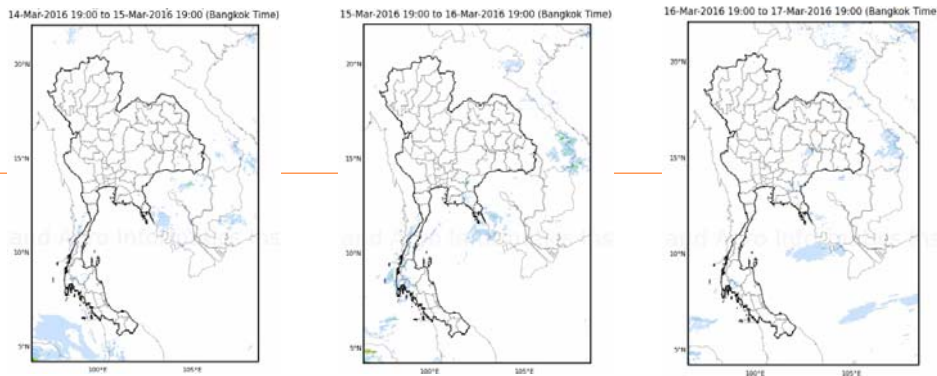 14-Mar-2016 19:00 to 15-Mar-2016 19:00 (Bangkok Time)
20°N
15°N
10°N
5°N
100°E
105°E
15-Mar-2016 19:00 to 16-Mar-2016 19:00 (Bangkok Time)
20°N
15°N
10°N
5°N
100°E
105°E
16-Mar-2016 19:00 to 17-Mar-2016 19:00 (Bangkok Time
20°N
15°N
10°N
5°N
100°E
105°E